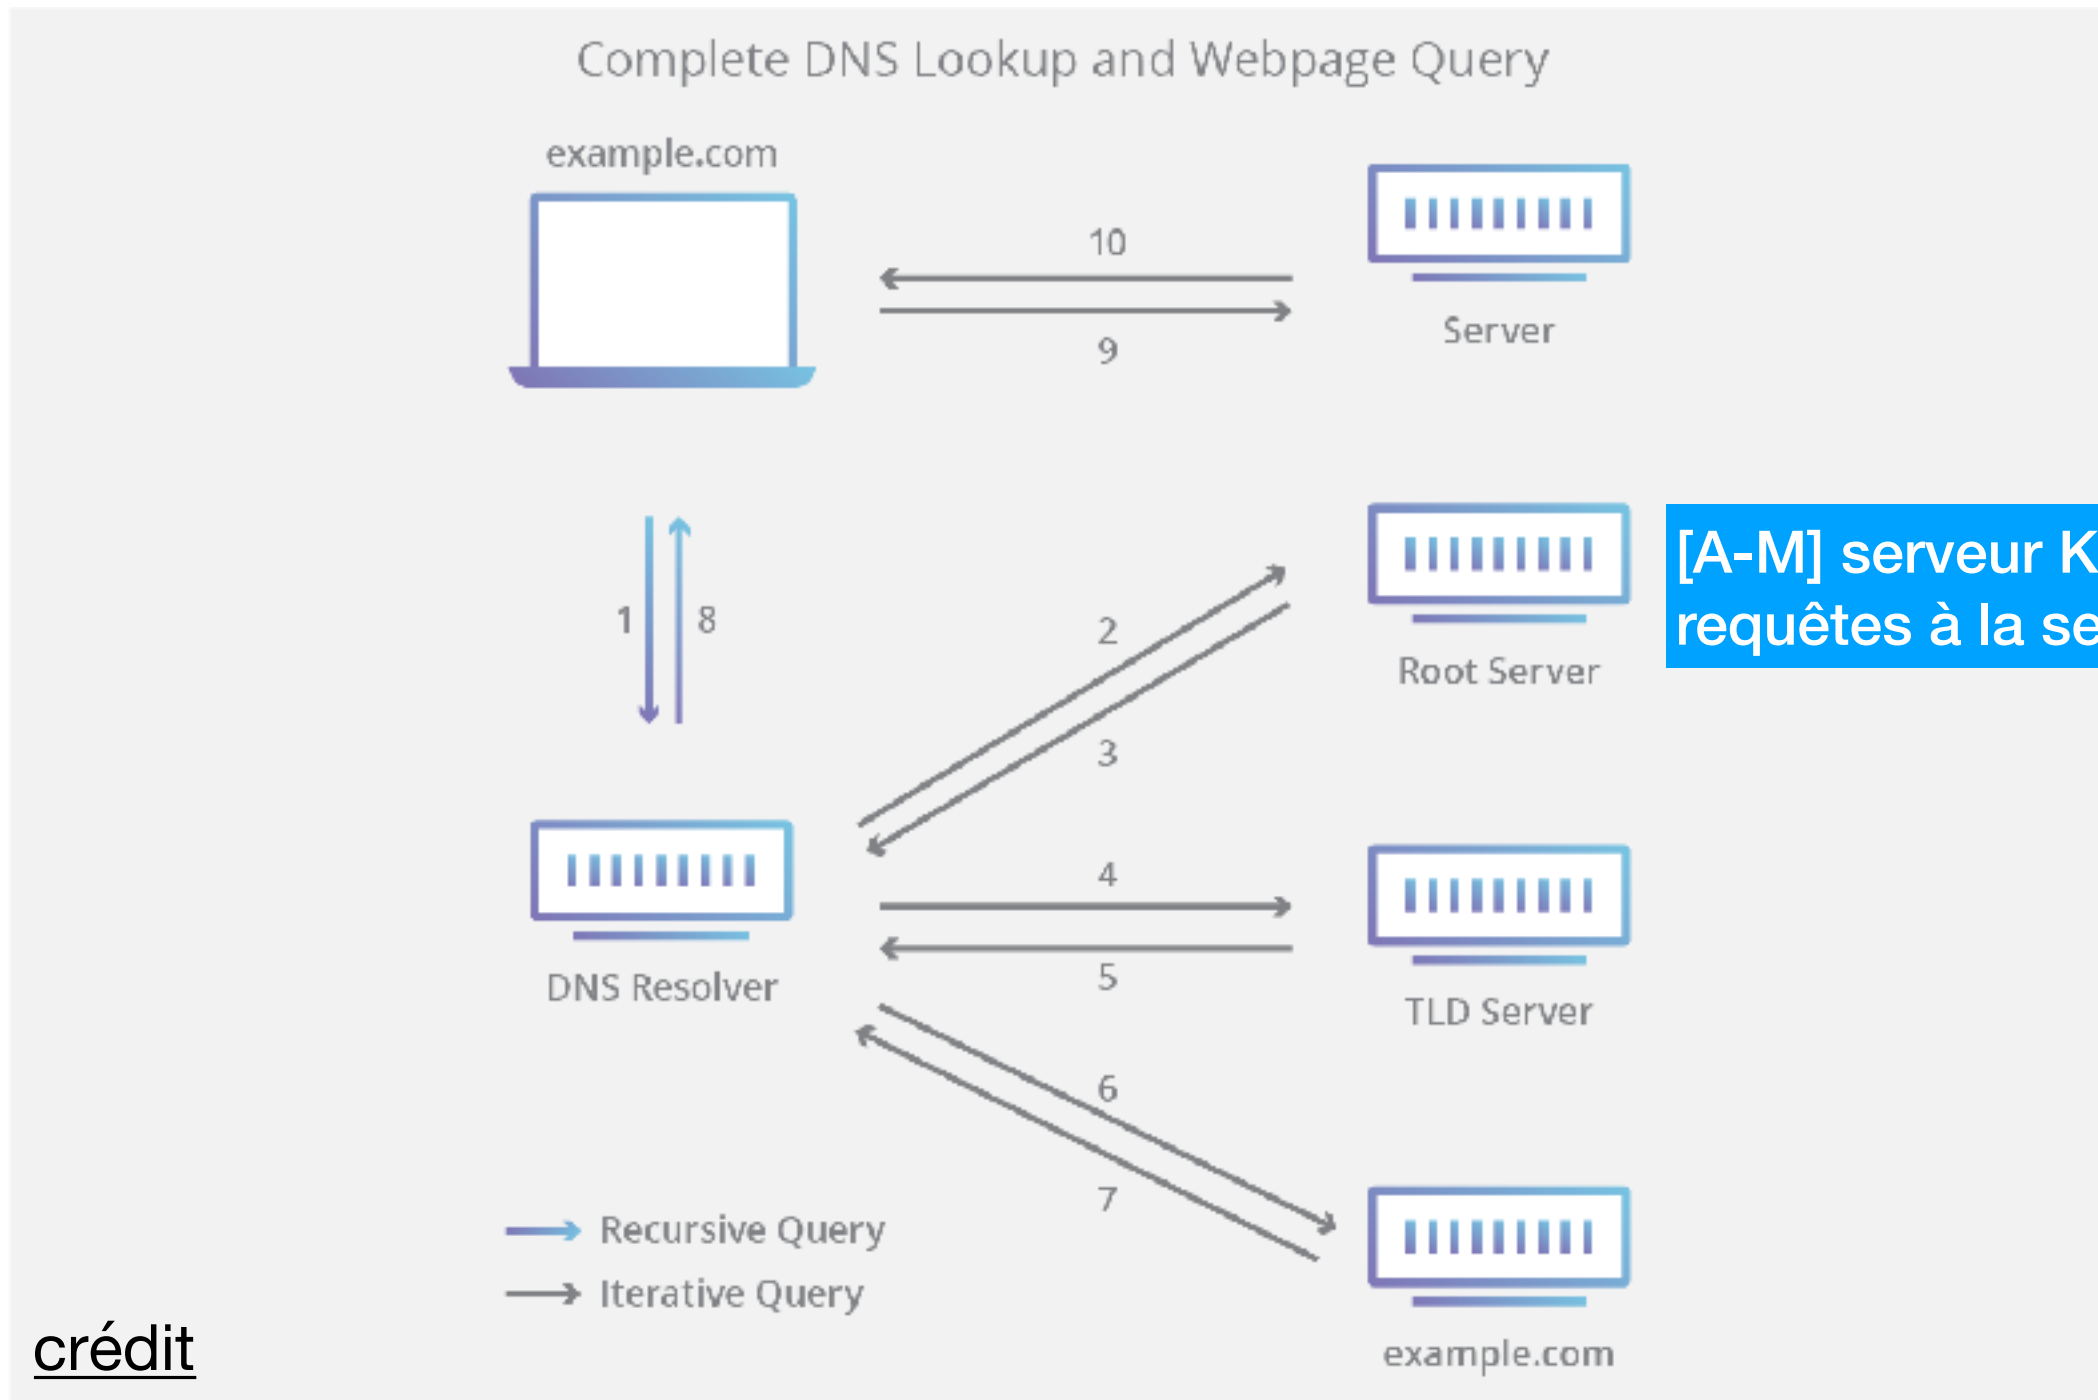 Complete DNS Lookup and Webpage Query
example.com
10
9
Server
1
8
2
3
Root Server
[A-M] serveur K
requêtes à la se
4
5
DNS Resolver
TLD Server
6
7
Recursive Query
Iterative Query
example.com
crédit